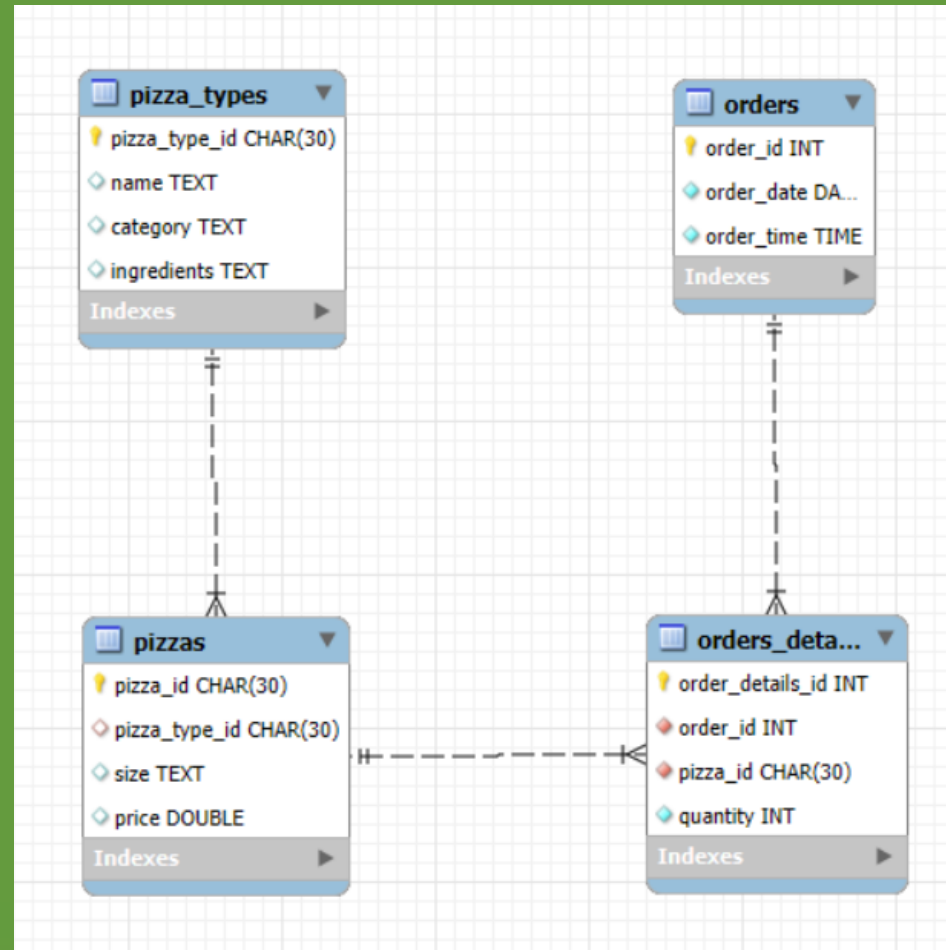 pizza_types
pizza_type_id CHAR(30)
name TEXT
category TEXT
ingredients TEXT
Indexes
orders
order_id INT
order_date DA...
order_time TIME
Indexes
pizzas
pizza_id CHAR(30)
pizza_type_id CHAR(30)
size TEXT
price DOUBLE
Indexes
orders_deta...
order_details_id INT
order_id INT
pizza_id CHAR(30)
quantity INT
Indexes